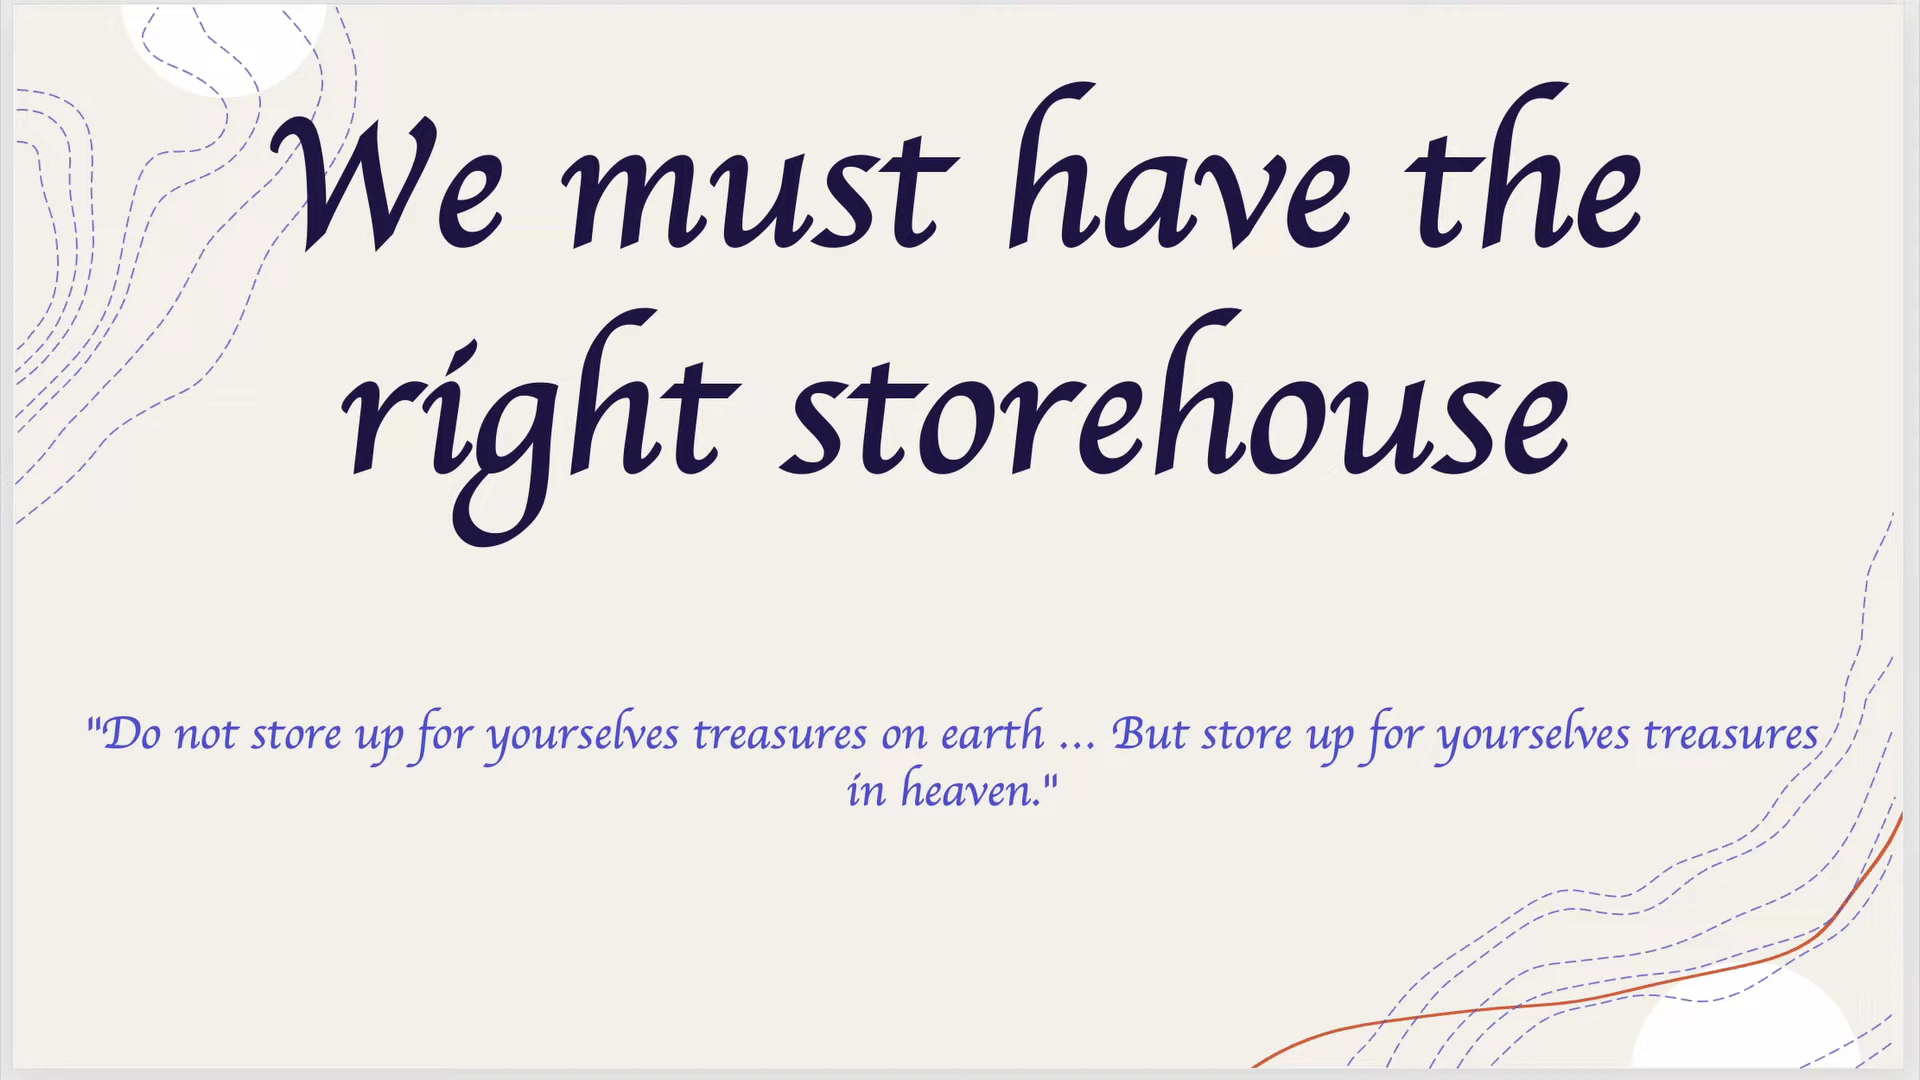 We must have the
right storehouse
"Do not store up for yourselves treasures on earth ... But store up for yourselves treasures
in heaven."